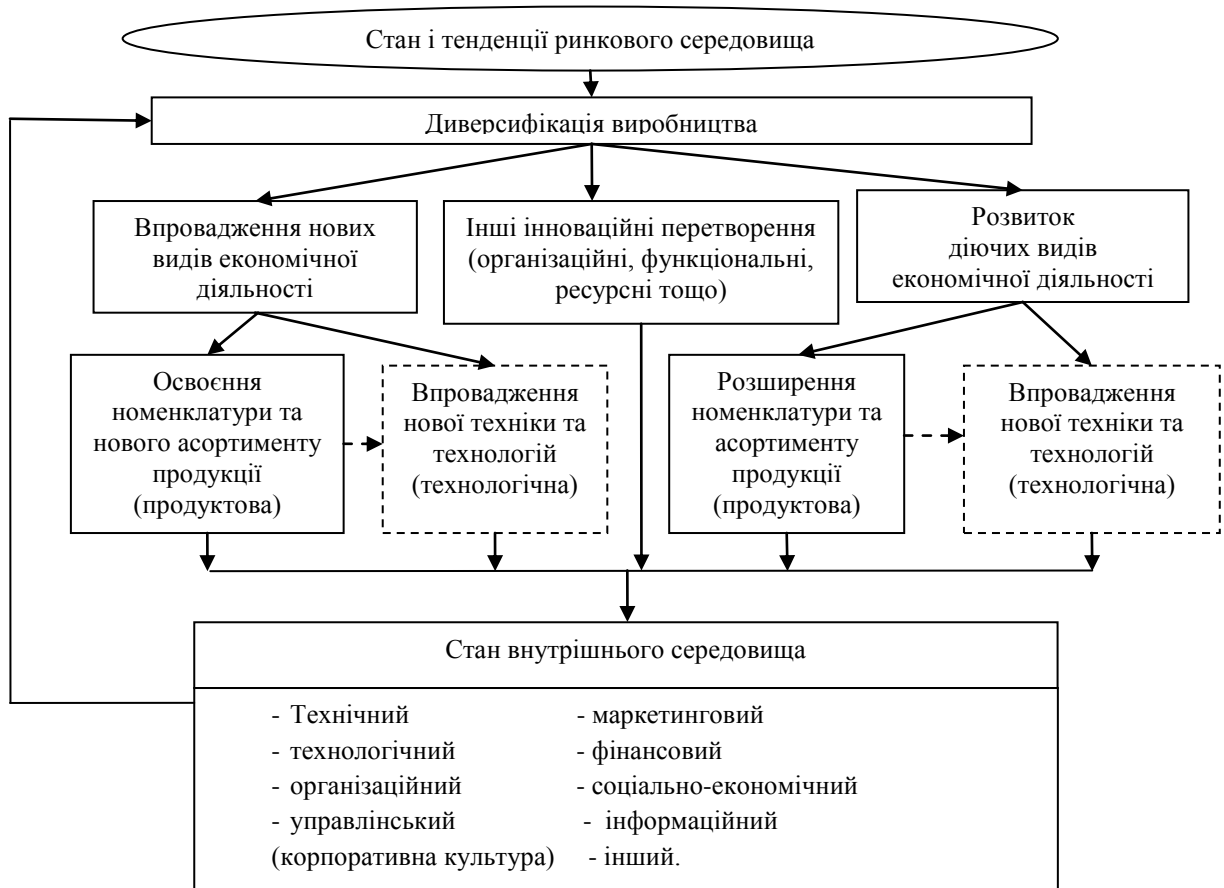 Стан і тенденції ринкового середовища
Диверсифікація виробництва
Впровадження нових
видів економічної
діяльності
Інші інноваційні перетворення
(організаційні, функціональні,
ресурсні тощо)
Розвиток
діючих видів
економічної діяльності
Освоєння
номенклатури та
нового асортименту
продукції
(продуктова)
Впровадження
нової техніки та
технологій
(технологічна)
Розширення
номенклатури та
асортименту
продукції
(продуктова)
Впровадження
нової техніки та
технологій
(технологічна)
Стан внутрішнього середовища
- Технічний
- технологічний
- організаційний
- управлінський
(корпоративна культура)
- маркетинговий
- фінансовий
- соціально-економічний
- інформаційний
- інший.